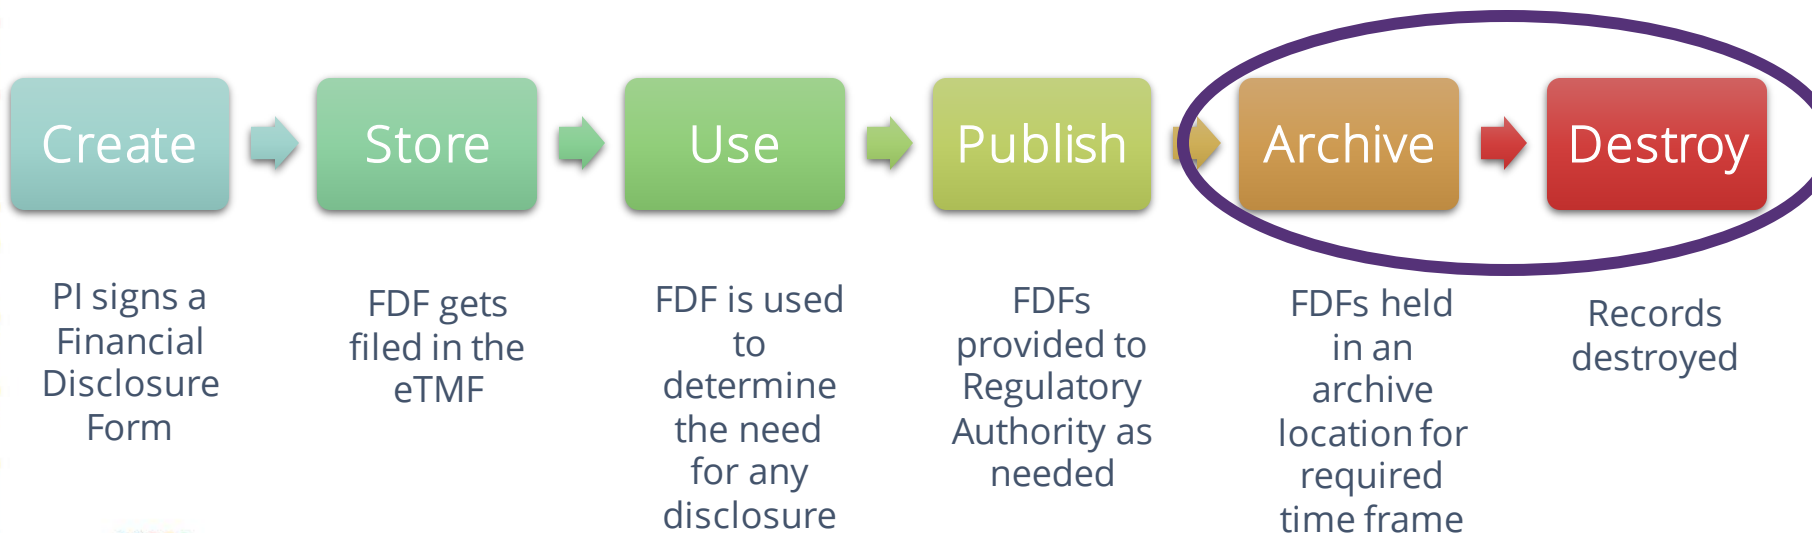 Create
Store
Use
Publish
Archive
Destroy
PI signs a
Financial
Disclosure
Form
FDF gets
filed in the
eTMF
FDF is used
to
determine
the need
for any
disclosure
FDFs
provided to
Regulatory
Authority as
needed
FDFs held
in an
archive
location for
required
time frame
Records
destroyed